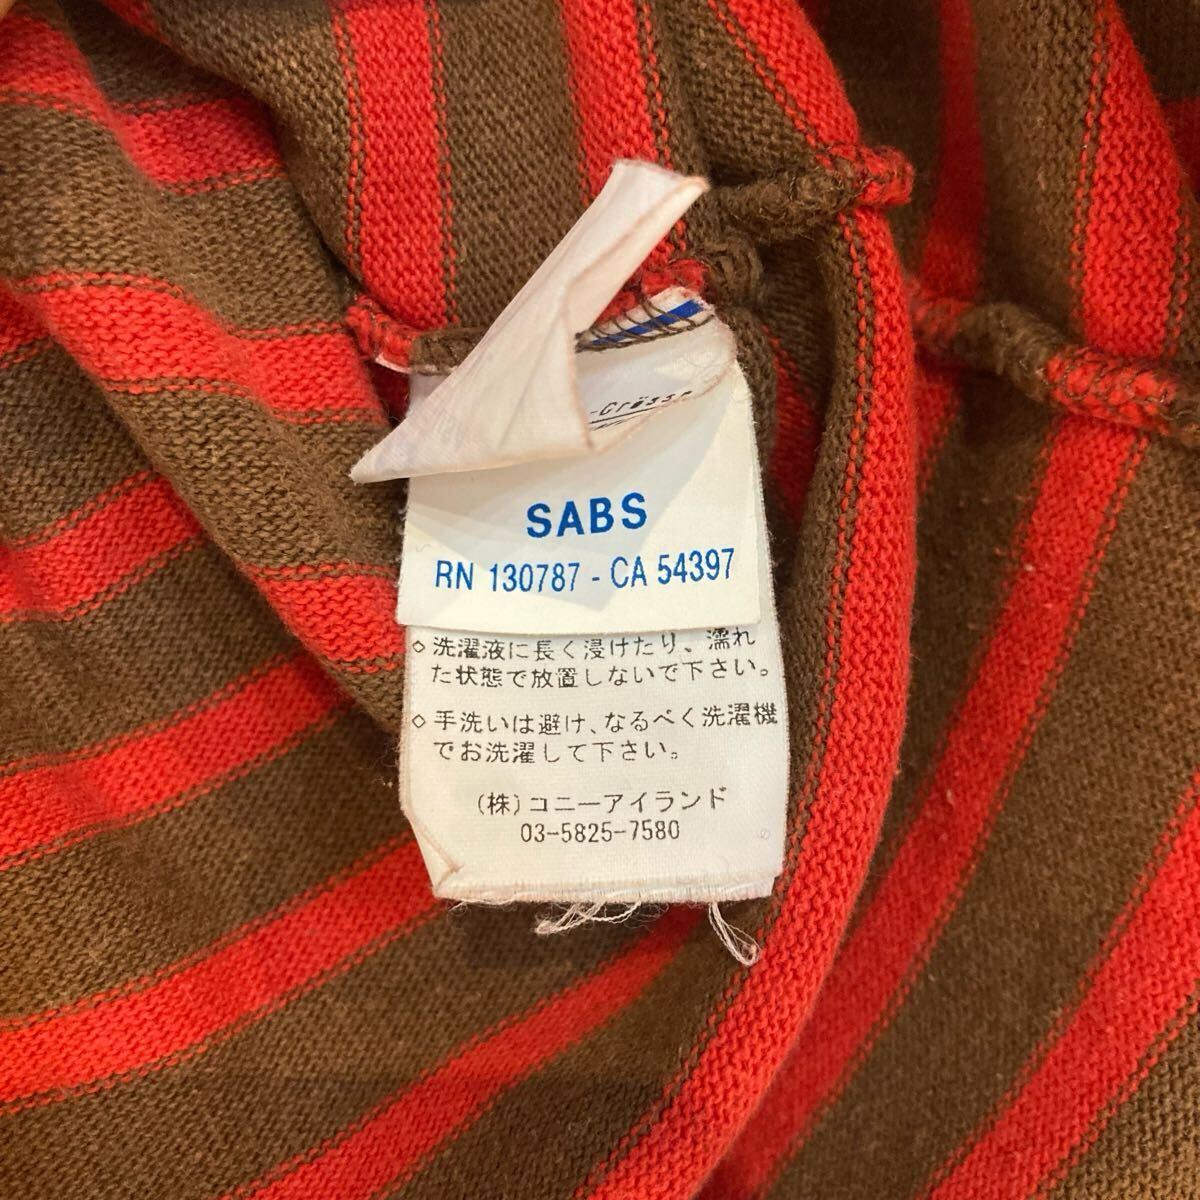 SABS
RN 130787 - CA 54397
◇洗濯液に長く浸けたり、濡れ
た状態で放置しないで下さい。
◇手洗いは避け、なるべく洗濯機
でお洗濯して下さい。
(株)コニーアイランド
03-5825-7580